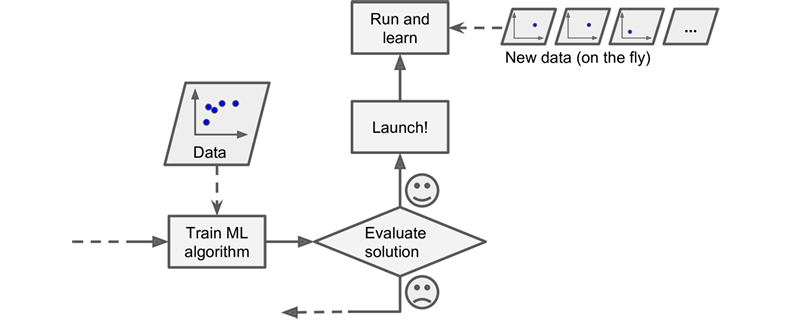 Run and
learn
...
New data (on the fly)
Launch!
Data
Train ML
algorithm
Evaluate
solution